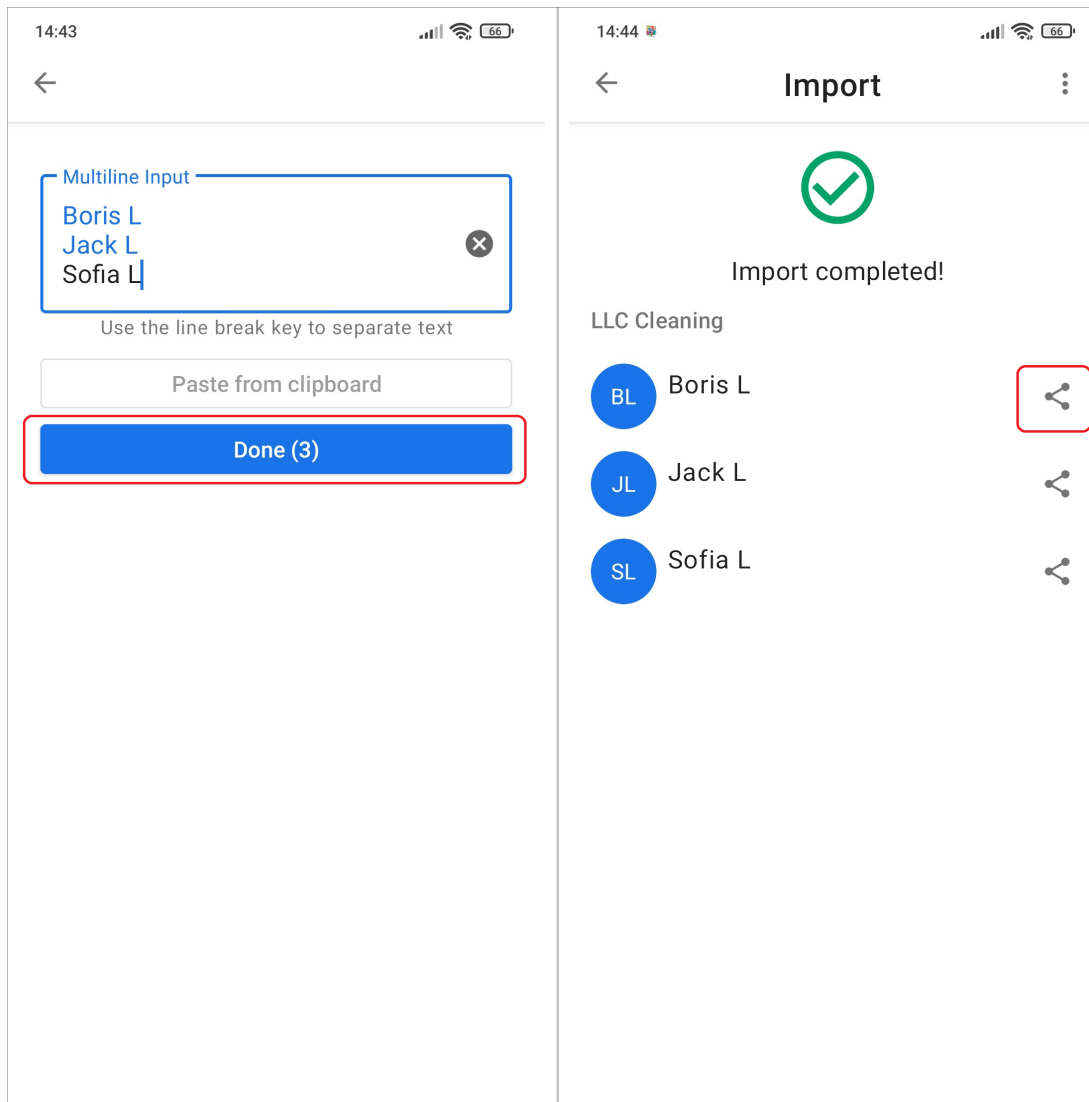 14:43
66
Multiline Input
Boris L
Jack L
Sofia L
Use the line break key to separate text
Paste from clipboard
Done (3)
14:44
66
Import
Import completed!
LLC Cleaning
BL
Boris L
JL
Jack L
SL
Sofia L